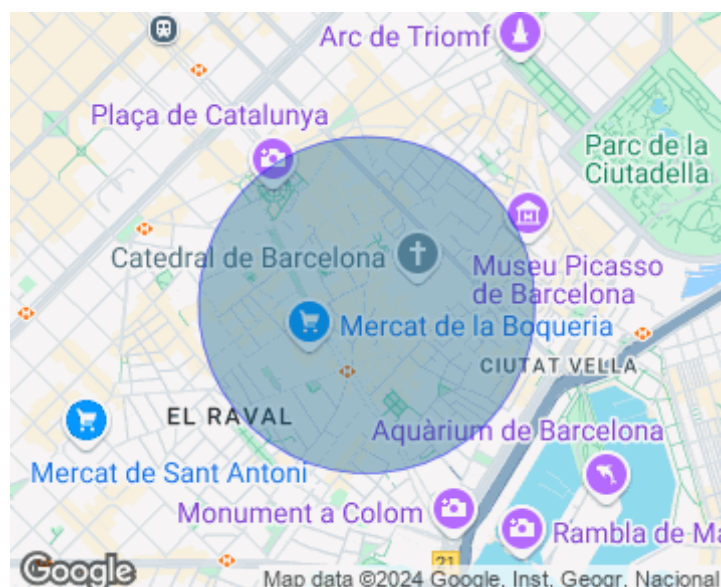 Arc de Triomf
Plaça de Catalunya
Parc de la
Ciutadella
Catedral de Barcelona
Museu Picasso
de Barcelona
Mercat de la Boqueria
CIUTAT VELLA
EL RAVAL
Aquàrium de Barcelona
Mercat de Sant Antoni
Monument a Colom
Rambla de Ma
21
Google
Map data ©2024 Google, Inst. Geogr. Nacional